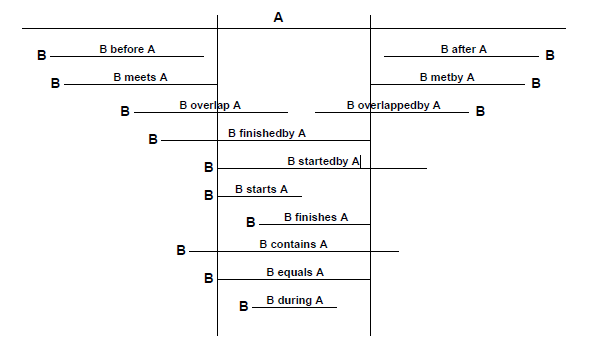 A
B B before A B after A B
B B meets A B metby A B
B B overlap A B overlappedby A B
B B finishedby A
B B startedby A
B B starts A
B B finishes A
B B contains A
B B equals A
B B during A